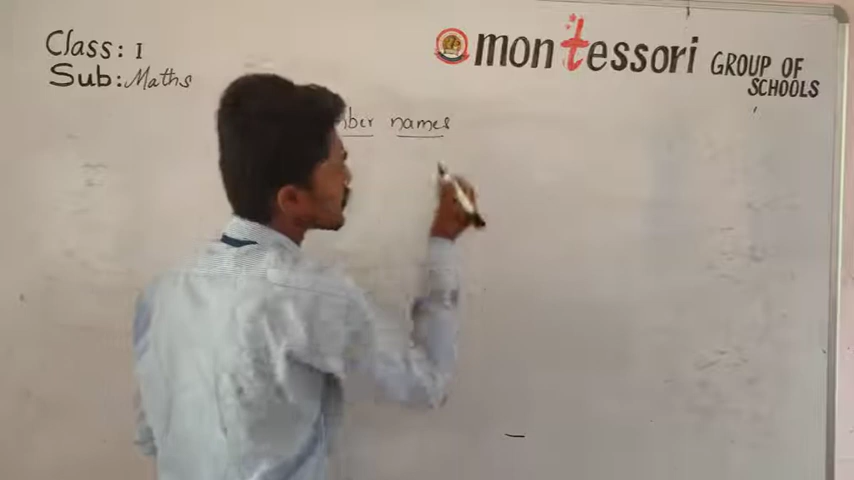 Class: I
Sub: Maths
montessori GROUP OF
SCHOOLS
names